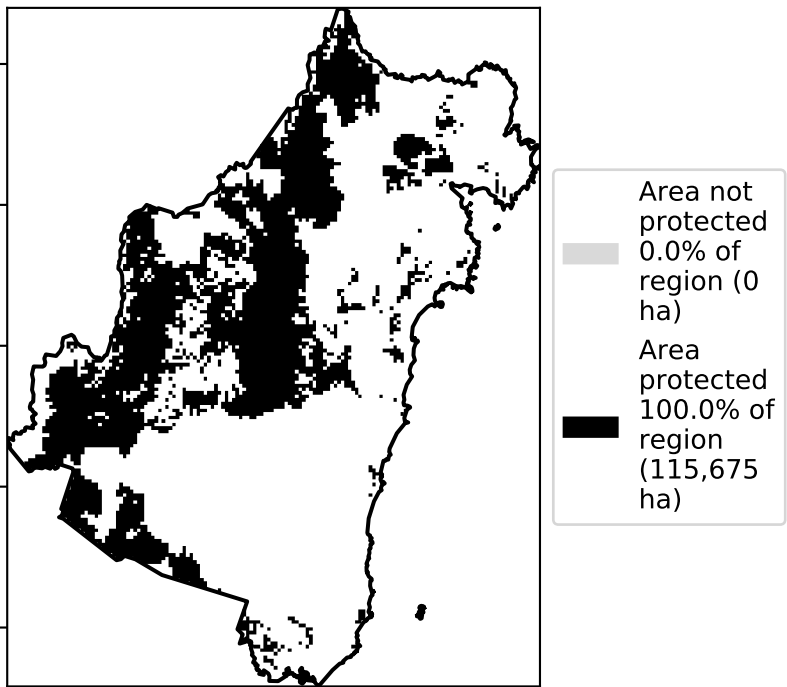 Area not
protected
0.0% of
region (0
ha)
Area
protected
100.0% of
region
(115,675
ha)